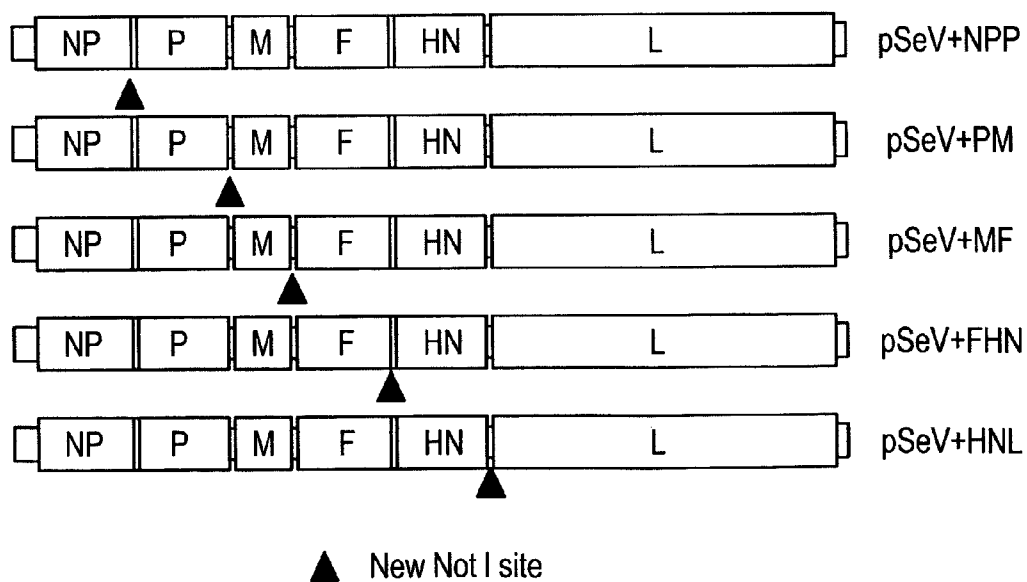 NP P M F HN L pSeV+NPP
NP P M F HN L pSeV+PM
NP P M F HN L pSeV+MF
NP P M F HN L pSeV+FHN
NP P M F HN L pSeV+HNL
New Not I site